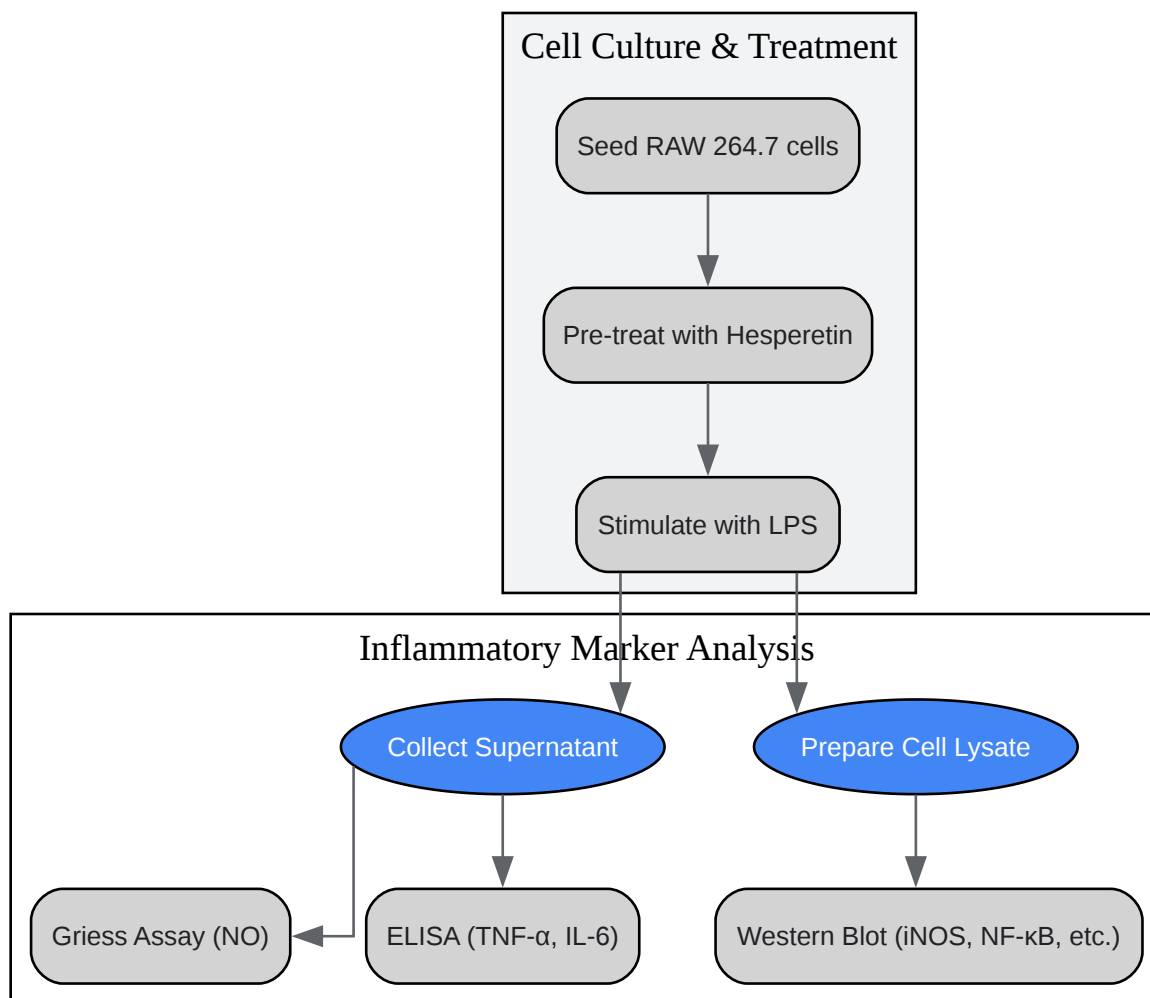 Cell Culture & Treatment
Seed RAW 264.7 cells
Pre-treat with Hesperetin
Stimulate with LPS
Inflammatory Marker Analysis
Collect Supernatant
Prepare Cell Lysate
Griess Assay (NO)
ELISA (TNF-α, IL-6)
Western Blot (iNOS, NF-κB, etc.)